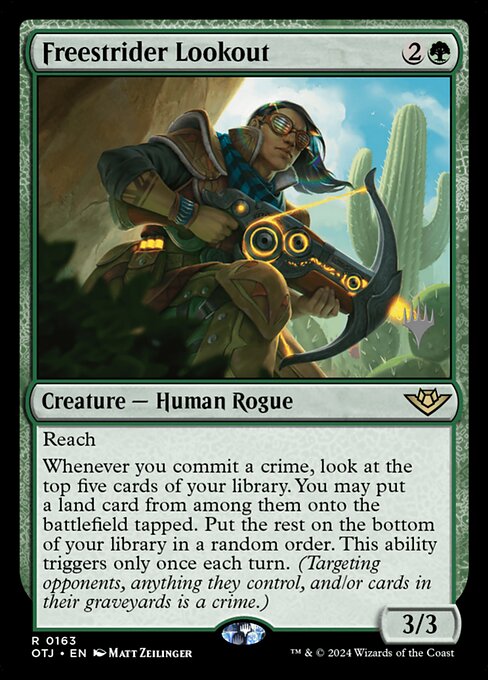 Freestrider Lookout 2
Creature — Human Rogue
Reach
Whenever you commit a crime, look at the
top five cards of your library. You may put
a land card from among them onto the
battlefield tapped. Put the rest on the bottom
of your library in a random order. This ability
triggers only once each turn. (Targeting
opponents, anything they control, and/or cards in
their graveyards is a crime.)
3/3
R 0163
OTJ • EN Matt Zeilinger
™ & © 2024 Wizards of the Coast